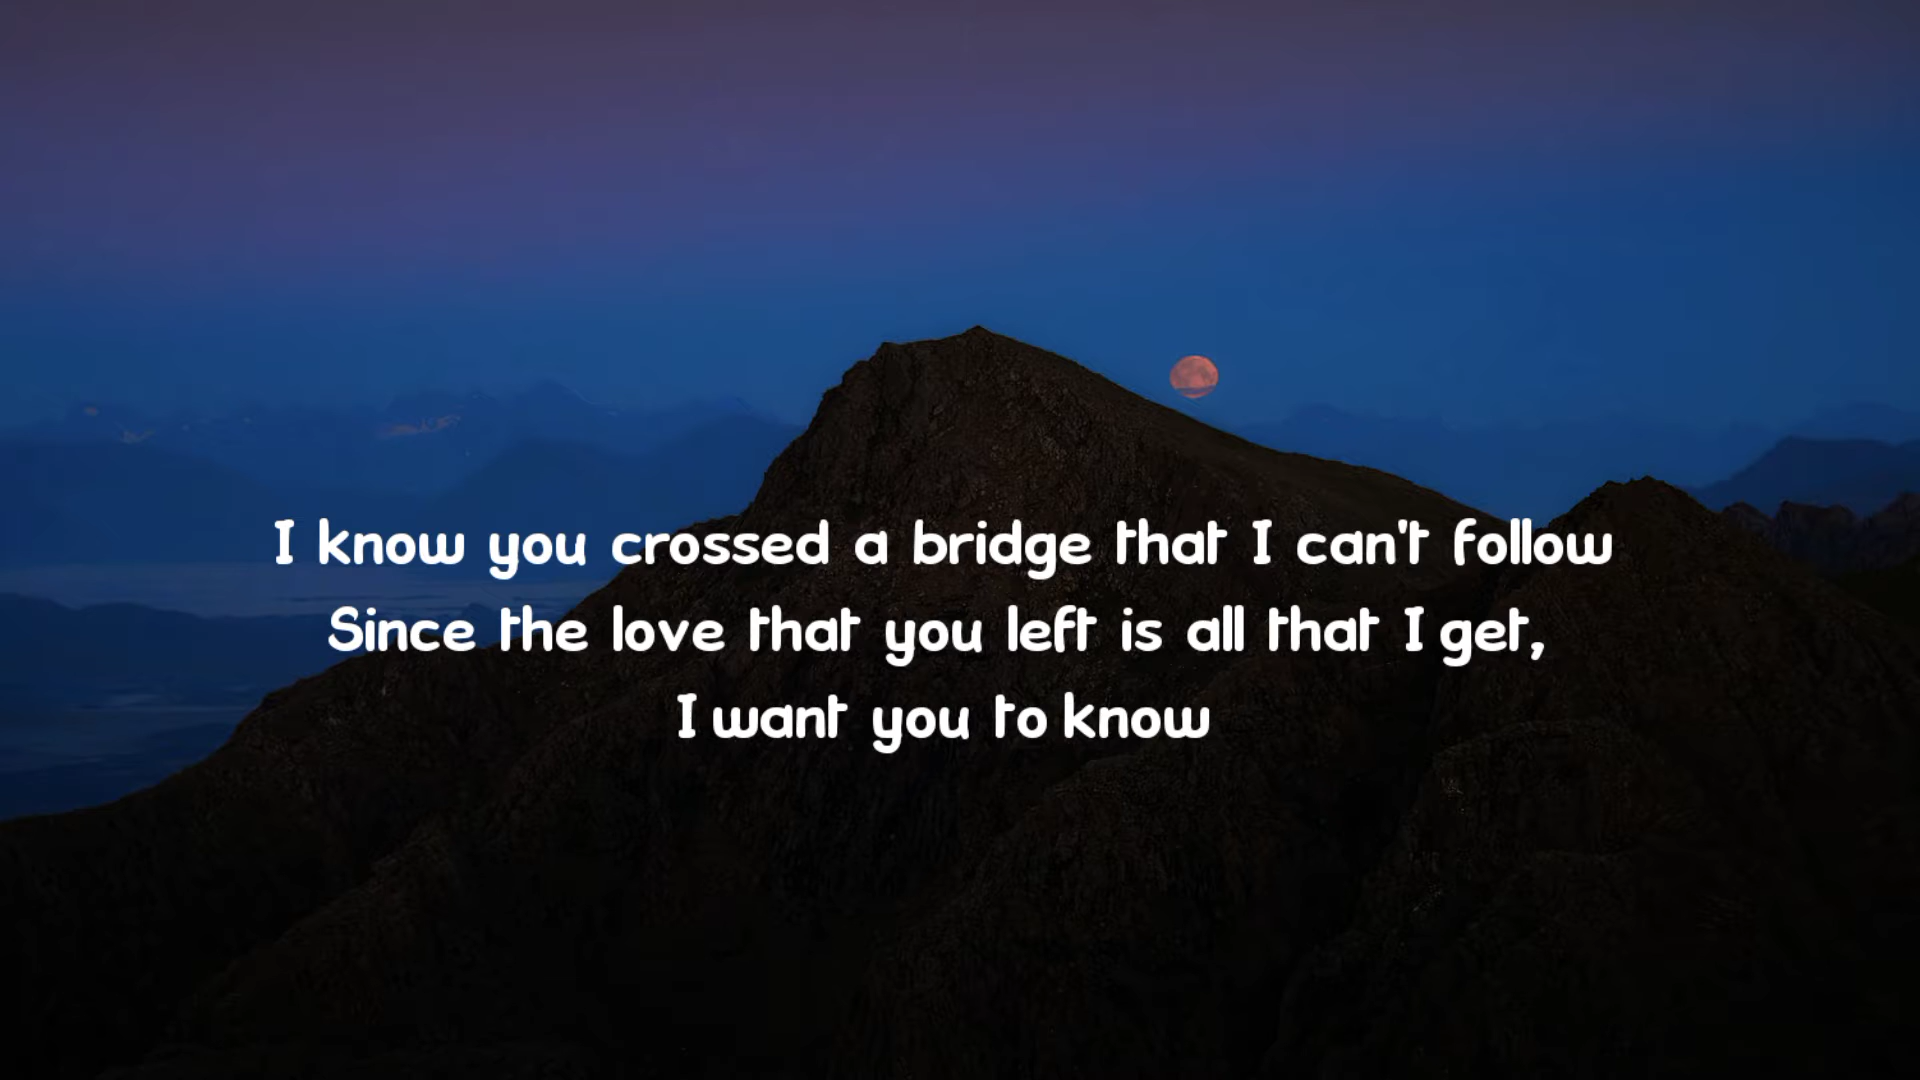 I know you crossed a bridge that I can't follow
Since the love that you left is all that I get,
I want you to know